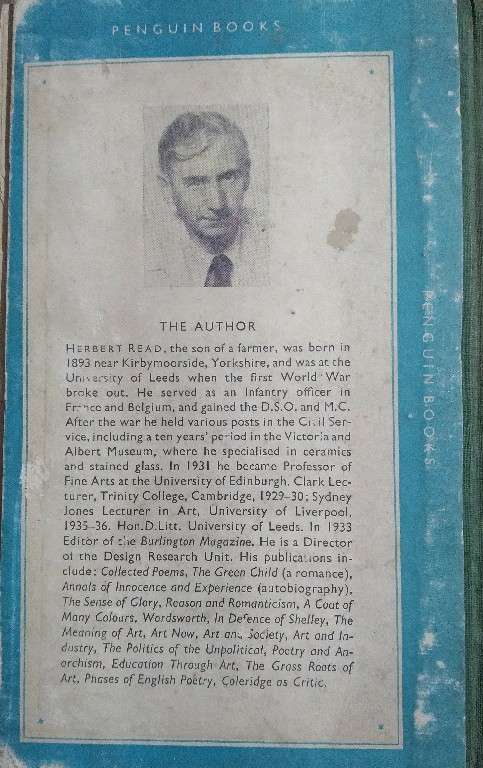 PENGUIN BOOKS
THE AUTHOR
HERBERT READ, the son of a farmer, was born in
1893 near Kirbymoorside, Yorkshire, and was at the
University of Leeds when the first World War
broke out. He served as an Infantry officer in
France and Belgium, and gained the D.S.O. and M.C.
After the war he held various posts in the Civil Ser-
vice, including a ten years' period in the Victoria and
Albert Museum, where he specialised in ceramics
and stained glass. In 1931 he became Professor of
Fine Arts at the University of Edinburgh. Clark Lec-
turer, Trinity College, Cambridge, 1929–30; Sydney
Jones Lecturer in Art, University of Liverpool,
1935–36. Hon.D.Litt. University of Leeds. In 1933
Editor of the Burlington Magazine. He is a Director
of the Design Research Unit. His publications in-
clude: Collected Poems, The Green Child (a romance),
Annals of Innocence and Experience (autobiography),
The Sense of Glory, Reason and Romanticism, A Coat of
Many Colours, Wordsworth, In Defence of Shelley, The
Meaning of Art, Art Now, Art and Society, Art and In-
dustry, The Politics of the Unpolitical, Poetry and An-
archism, Education Through Art, The Grass Roots of
Art, Phases of English Poetry, Coleridge as Critic.
PENGUIN BOOKS